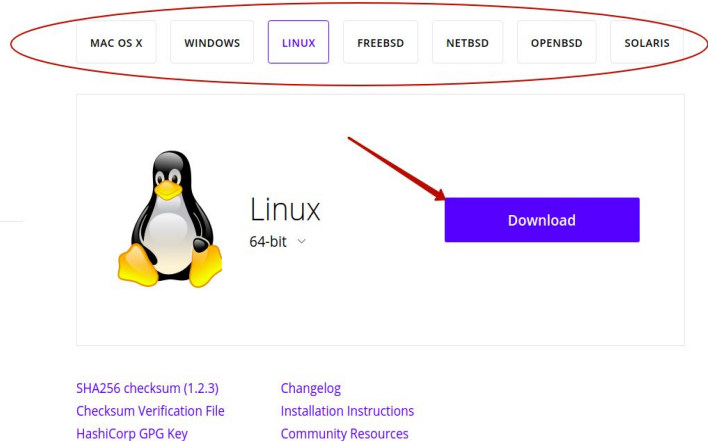 MAC OS X WINDOWS LINUX FREEBSD NETBSD OPENBSD SOLARIS
Linux
64-bit
Download
SHA256 checksum (1.2.3) Changelog
Checksum Verification File Installation Instructions
HashiCorp GPG Key Community Resources